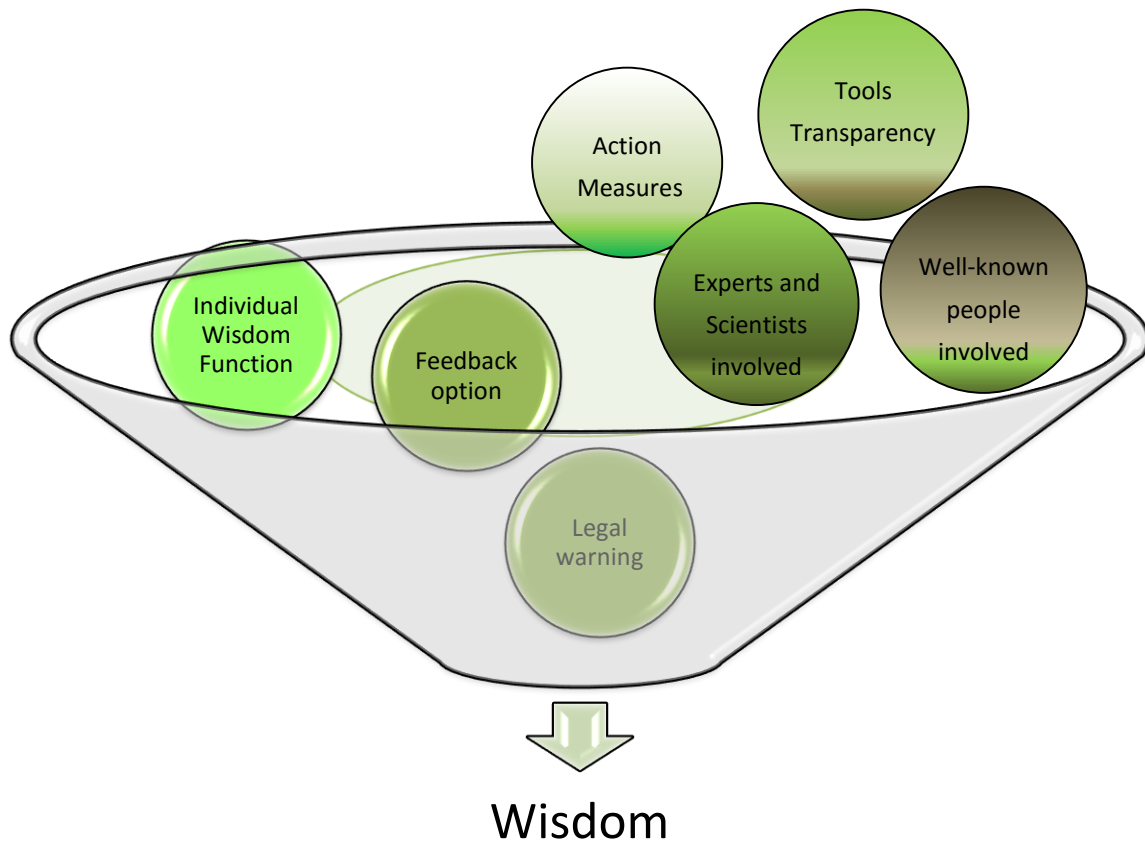 Tools
Transparency
Action
Measures
Well-known
people
involved
Experts and
Scientists
involved
Individual
Wisdom
Function
Feedback
option
Legal
warning
Wisdom